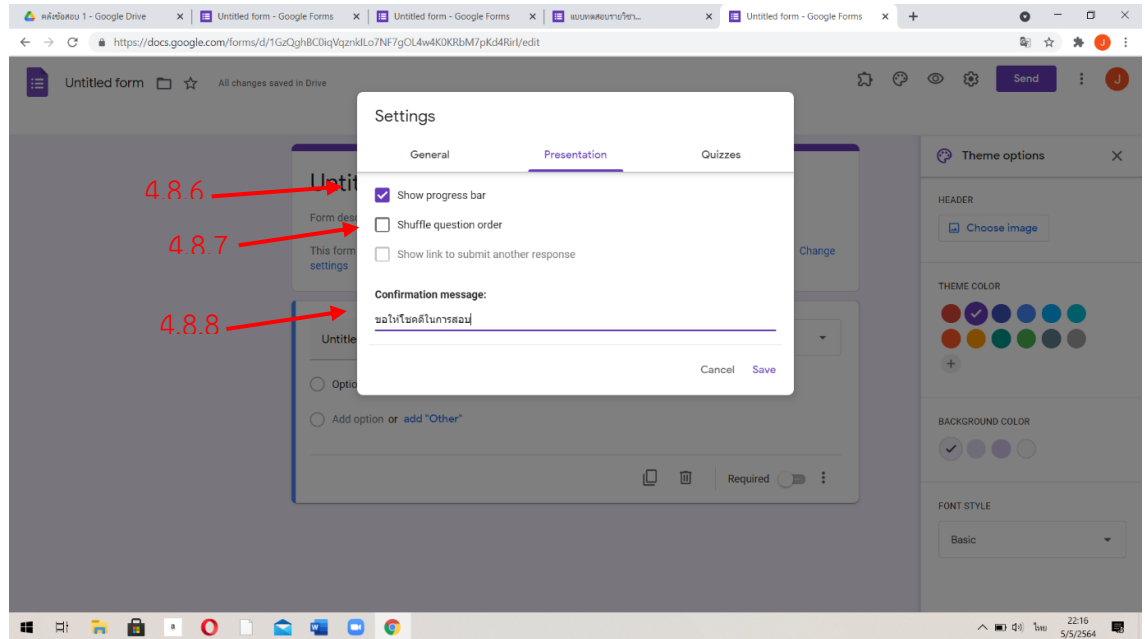 คลังข้อสอบ 1 - Google Drive
Untitled form - Google Forms
Untitled form - Google Forms
แบบทดสอบรายวิชา...
Untitled form - Google Forms
https://docs.google.com/forms/d/1GzQghBC0iqVqznklLo7NF7gOL4w4K0KRbM7pKd4RirI/edit
Untitled form
All changes saved in Drive
Send
J
Settings
General Presentation Quizzes
Theme options
4.8.6
Untit
Show progress bar
HEADER
Form des
Shuffle question order
Choose image
4.8.7
This form
Show link to submit another response
Change
settings
THEME COLOR
Confirmation message:
4.8.8
ขอให้โชคดีในการสอบ
Untitle
Cancel Save
Optio
Add option or add "Other"
BACKGROUND COLOR
Required
FONT STYLE
Basic
22:16
ไทย
5/5/2564